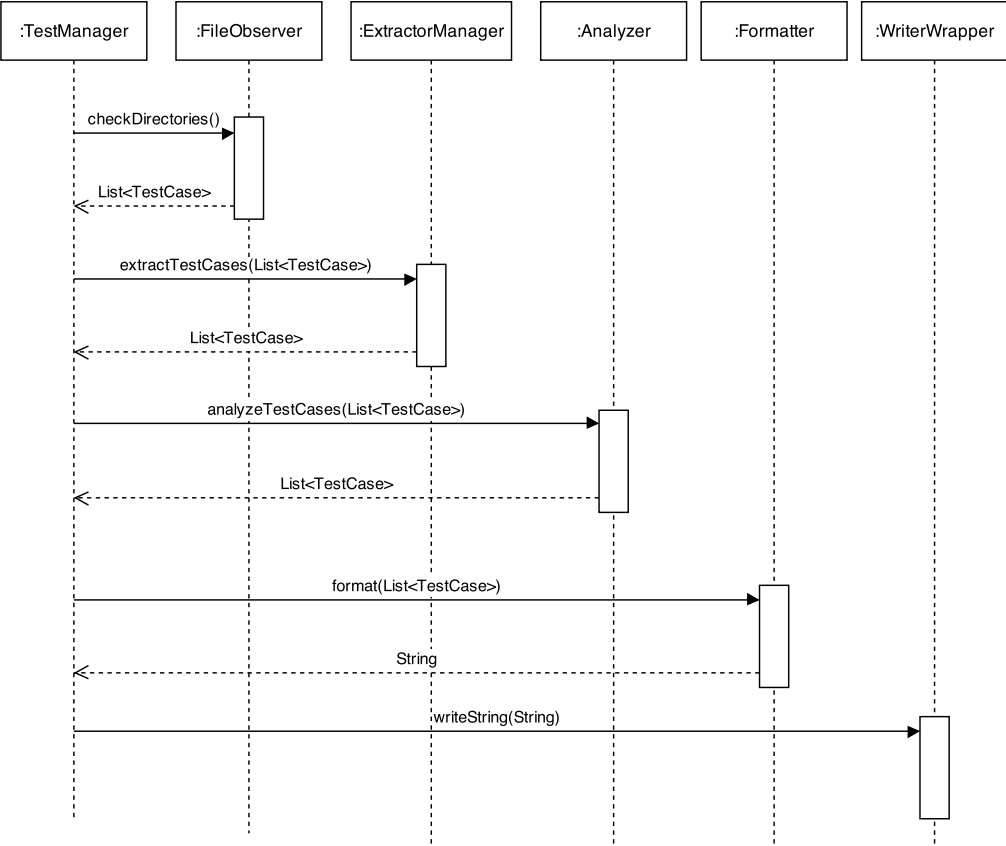 :TestManager
:FileObserver
:ExtractorManager
:Analyzer
:Formatter
:WriterWrapper
checkDirectories()
List<TestCase>
extractTestCases(List<TestCase>)
List<TestCase>
analyzeTestCases(List<TestCase>)
List<TestCase>
format(List<TestCase>)
String
writeString(String)